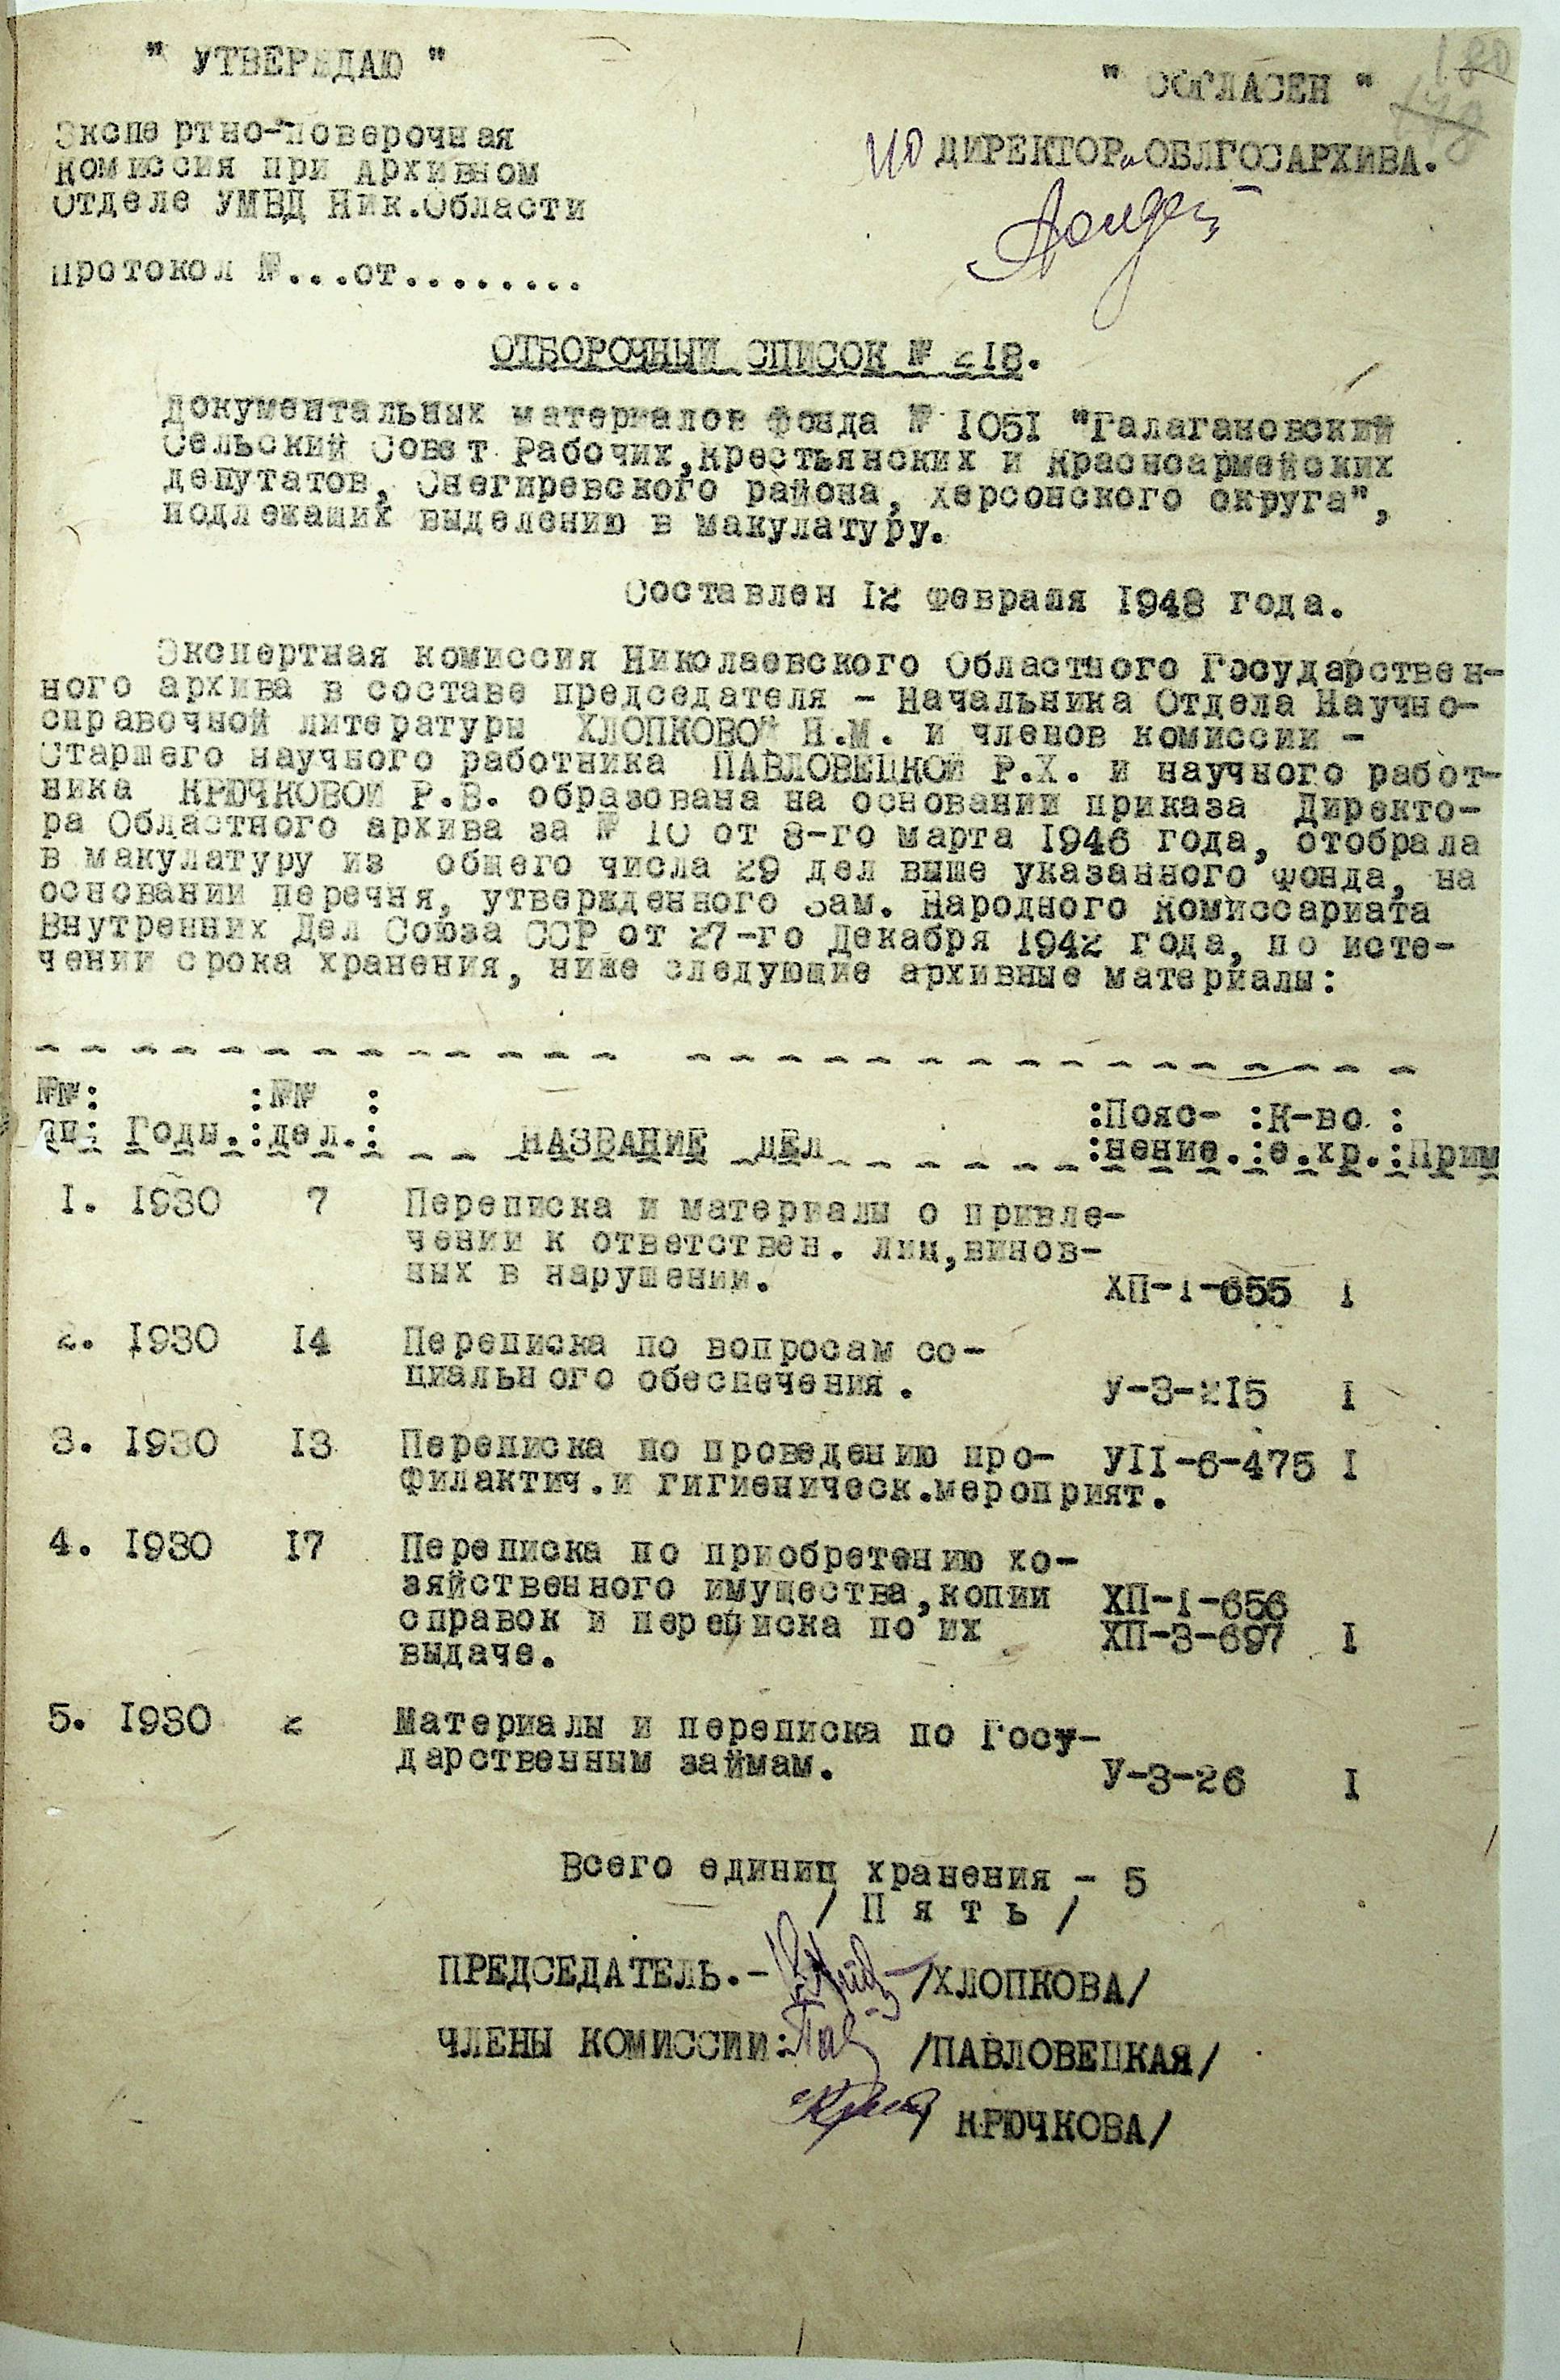 " УТВЕРЖДАЮ "
" СОГЛАСЕН "
180
Экспертно-Поверочная
Комиссия при Архивном
Отделе УМВД Ник.Области
ИО ДИРЕКТОРа ОБЛГОСАРХИВА.
Протокол №...от.........
ОТБОРОЧНЫЙ СПИСОК № 218.
Документальных материалов Фонда № 1051 "Галагановский
Сельский Совет Рабочих,Крестьянских и Красноармейских
депутатов, Снегиревского района, Херсонского округа",
подлежащих выделению в макулатуру.
Составлен 12 Февраля 1948 года.
Экспертная комиссия Николаевского Областного Государствен-
ного архива в составе председателя - Начальника Отдела Научно-
справочной литературы ХЛОПКОВОЙ Н.М. и членов комиссии -
Старшего научного работника ПАВЛОВЕЦКОЙ Р.Х. и научного работ-
ника КРЮЧКОВОЙ Р.В. образована на основании приказа Директо-
ра Областного архива за № 10 от 8-го марта 1946 года, отобрала
в макулатуру из общего числа 29 дел выше указанного Фонда, на
основании перечня, утвержденного Зам. Народного Комиссариата
Внутренних Дел Союза ССР от 27-го Декабря 1942 года, по исте-
чении срока хранения, ниже следующие архивные материалы:
№№: :№№ : :Пояс- :К-во :
пп: Годы. :дел.: НАЗВАНИЕ ДЕЛ :нение. :е.хр.:Прим
1. 1930 7 Переписка и материалы о привле-
чении к ответствен. лиц,винов-
ных в нарушении. ХП-1-655 1
2. 1930 14 Переписка по вопросам со-
циального обеспечения. У-3-215 1
3. 1930 13 Переписка по проведению про- УII-6-475 1
филактич.и гигиеническ.мероприят.
4. 1930 17 Переписка по приобретению хо-
зяйственного имущества,копии ХП-1-656
справок и переписка по их ХП-3-697 1
выдаче.
5. 1930 2 Материалы и переписка по Госу-
дарственным займам. У-3-26 1
Всего единиц хранения - 5
/ П я т ь /
ПРЕДСЕДАТЕЛЬ.- /ХЛОПКОВА/
ЧЛЕНЫ КОМИССИИ: /ПАВЛОВЕЦКАЯ/
/ КРЮЧКОВА/